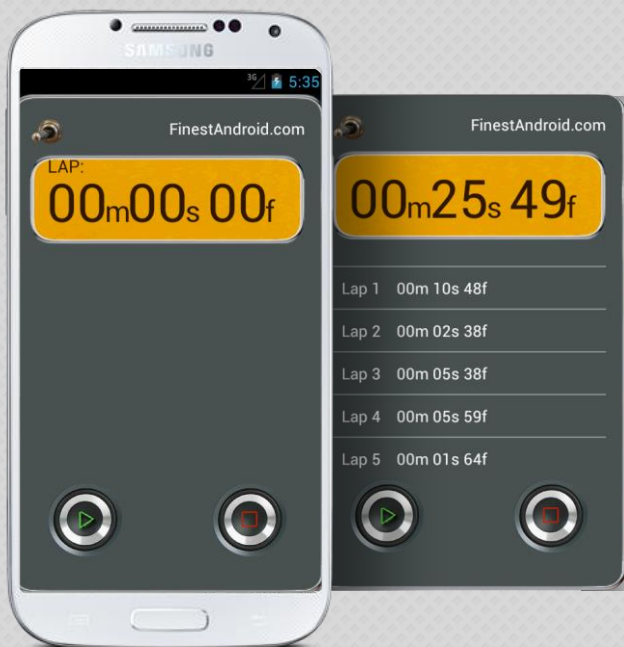 SAMSUNG
3G 5:35
FinestAndroid.com
LAP:
00m00s 00f
FinestAndroid.com
00m25s 49f
Lap 1 00m 10s 48f
Lap 2 00m 02s 38f
Lap 3 00m 05s 38f
Lap 4 00m 05s 59f
Lap 5 00m 01s 64f